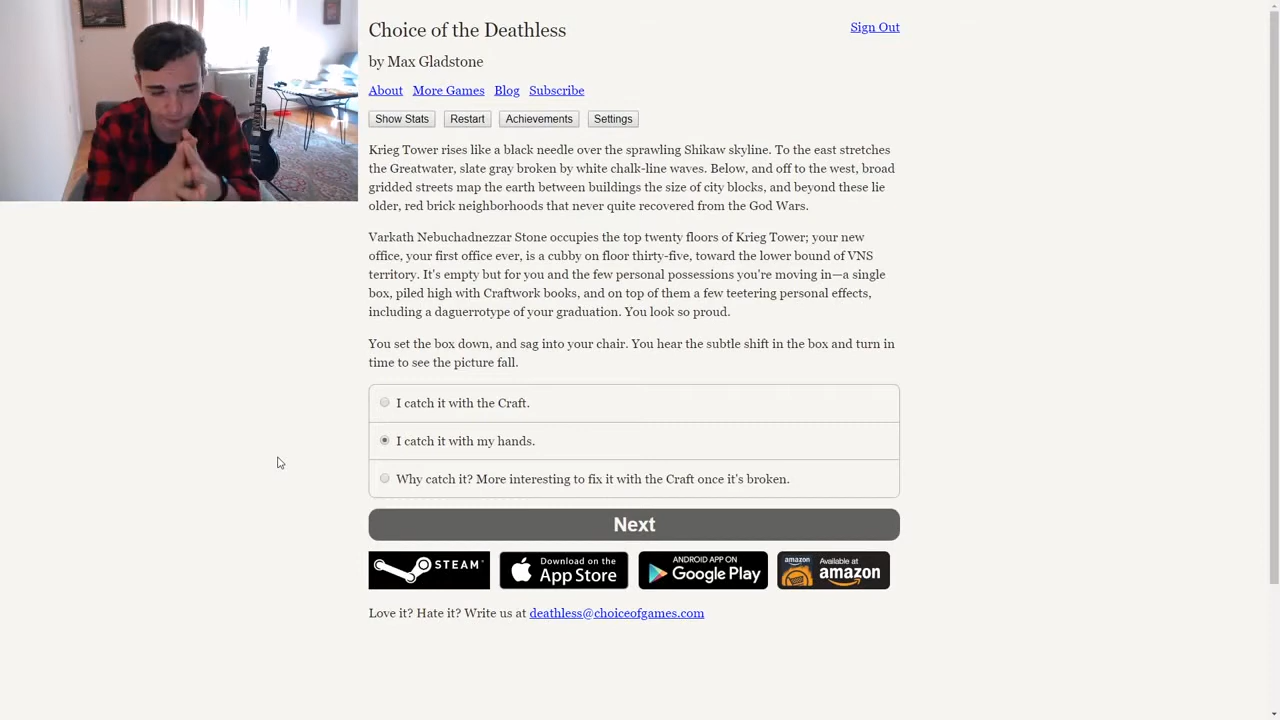 Choice of the Deathless
Sign Out
by Max Gladstone
About More Games Blog Subscribe
Show Stats Restart Achievements Settings
Krieg Tower rises like a black needle over the sprawling Shikaw skyline. To the east stretches
the Greatwater, slate gray broken by white chalk-line waves. Below, and off to the west, broad
gridded streets map the earth between buildings the size of city blocks, and beyond these lie
older, red brick neighborhoods that never quite recovered from the God Wars.
Varkath Nebuchadnezzar Stone occupies the top twenty floors of Krieg Tower; your new
office, your first office ever, is a cubby on floor thirty-five, toward the lower bound of VNS
territory. It's empty but for you and the few personal possessions you're moving in—a single
box, piled high with Craftwork books, and on top of them a few teetering personal effects,
including a daguerrotype of your graduation. You look so proud.
You set the box down, and sag into your chair. You hear the subtle shift in the box and turn in
time to see the picture fall.
I catch it with the Craft.
I catch it with my hands.
Why catch it? More interesting to fix it with the Craft once it's broken.
Next
STEAM Download on the App Store ANDROID APP ON Google Play amazon Available at amazon
Love it? Hate it? Write us at deathless@choiceofgames.com